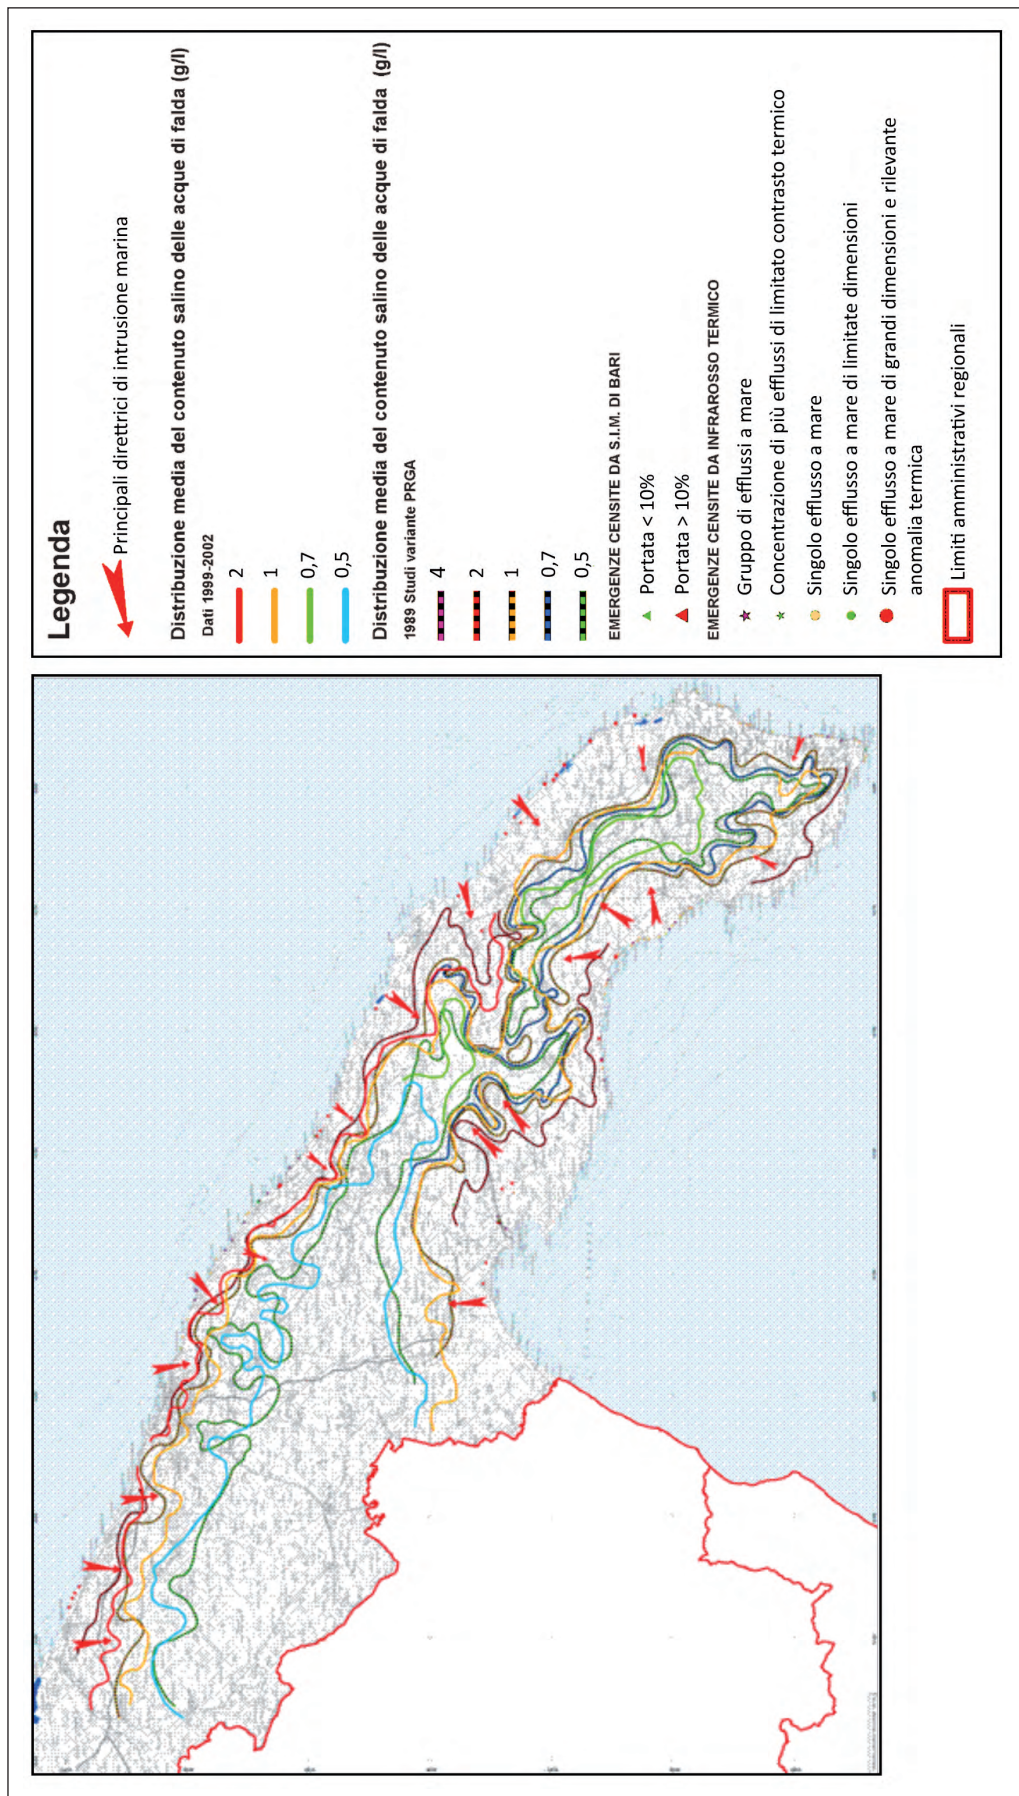 Legenda
Principali direttrici di intrusione marina
Distribuzione media del contenuto salino delle acque di falda (g/l)
Dati 1999-2002
2
1
0,7
0,5
Distribuzione media del contenuto salino delle acque di falda (g/l)
1989 Studi variante PRGA
4
2
1
0,7
0,5
EMERGENZE CENSITE DA S.I.M. DI BARI
Portata < 10%
Portata > 10%
EMERGENZE CENSITE DA INFRAROSSO TERMICO
Gruppo di efflussi a mare
Concentrazione di più efflussi di limitato contrasto termico
Singolo efflusso a mare
Singolo efflusso a mare di limitate dimensioni
Singolo efflusso a mare di grandi dimensioni e rilevante
anomalia termica
Limiti amministrativi regionali